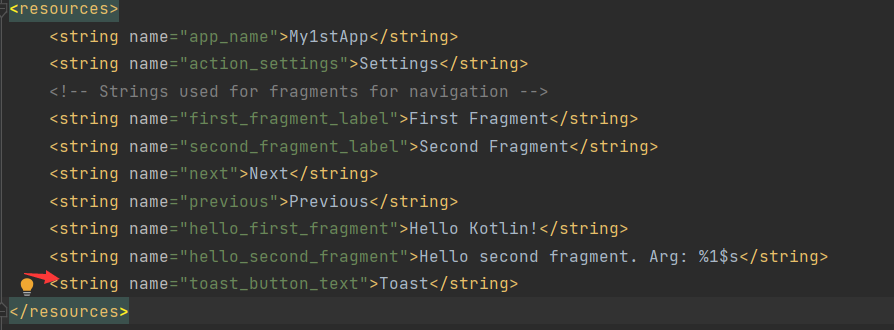 <resources>
    <string name="app_name">My1stApp</string>
    <string name="action_settings">Settings</string>
    <!-- Strings used for fragments for navigation -->
    <string name="first_fragment_label">First Fragment</string>
    <string name="second_fragment_label">Second Fragment</string>
    <string name="next">Next</string>
    <string name="previous">Previous</string>
    <string name="hello_first_fragment">Hello Kotlin!</string>
    <string name="hello_second_fragment">Hello second fragment. Arg: %1$s</string>
    <string name="toast_button_text">Toast</string>
</resources>